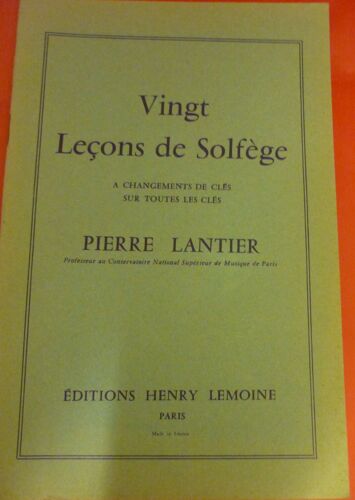 Vingt
Leçons de Solfège
A CHANGEMENTS DE CLÉS
SUR TOUTES LES CLÉS
PIERRE LANTIER
Professeur au Conservatoire National Supérieur de Musique de Paris
ÉDITIONS HENRY LEMOINE
PARIS
Made in France